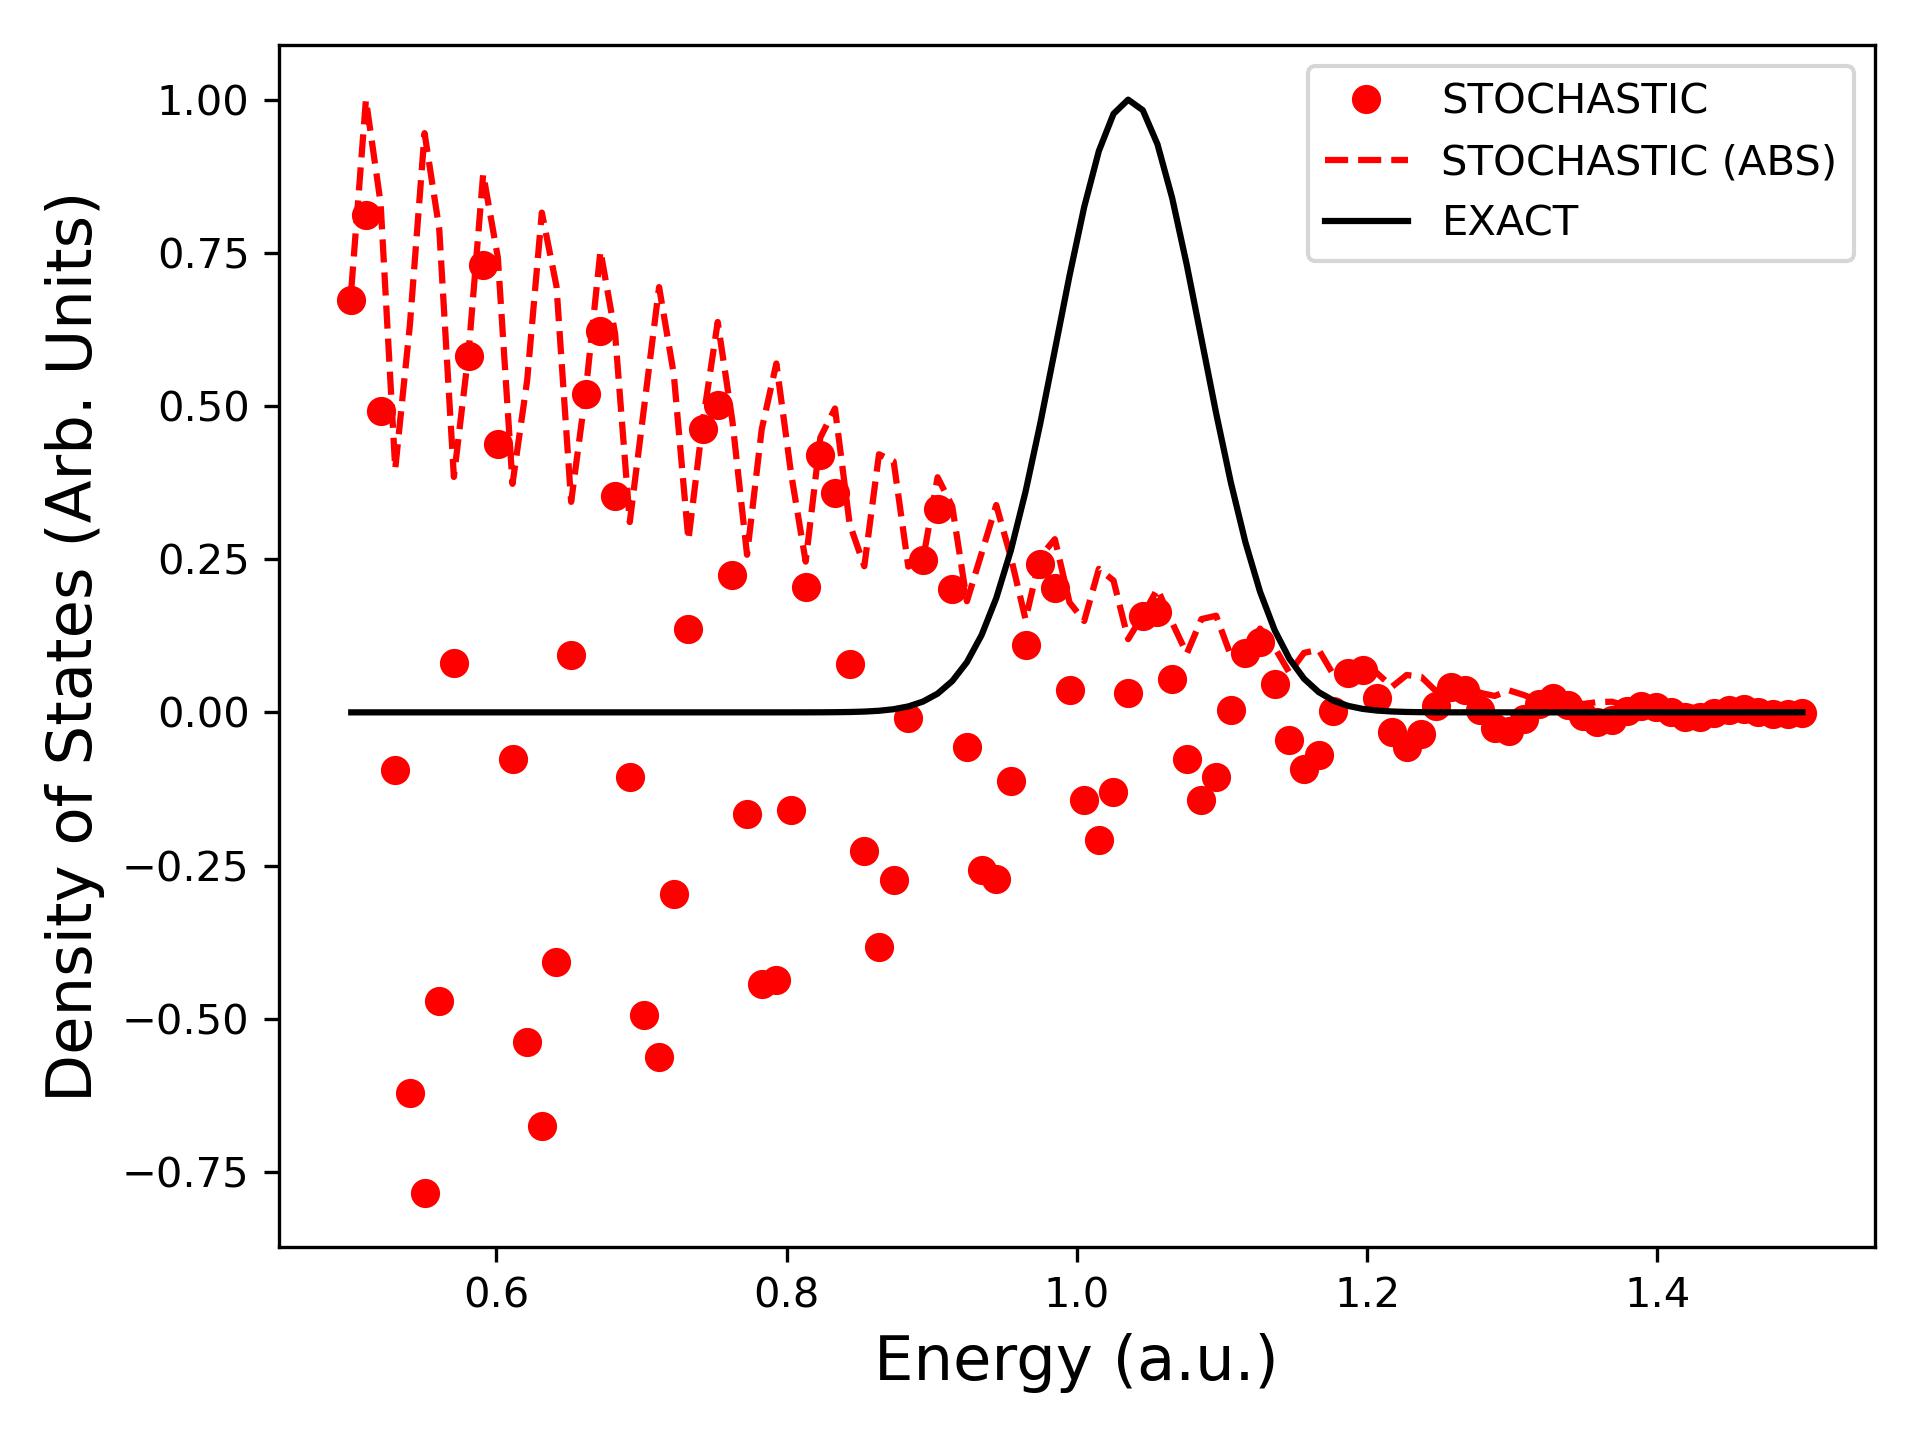 1.00
0.75
0.50
0.25
0.00
−0.25
−0.50
−0.75
Density of States (Arb. Units)
STOCHASTIC
STOCHASTIC (ABS)
EXACT
0.6
0.8
1.0
1.2
1.4
Energy (a.u.)